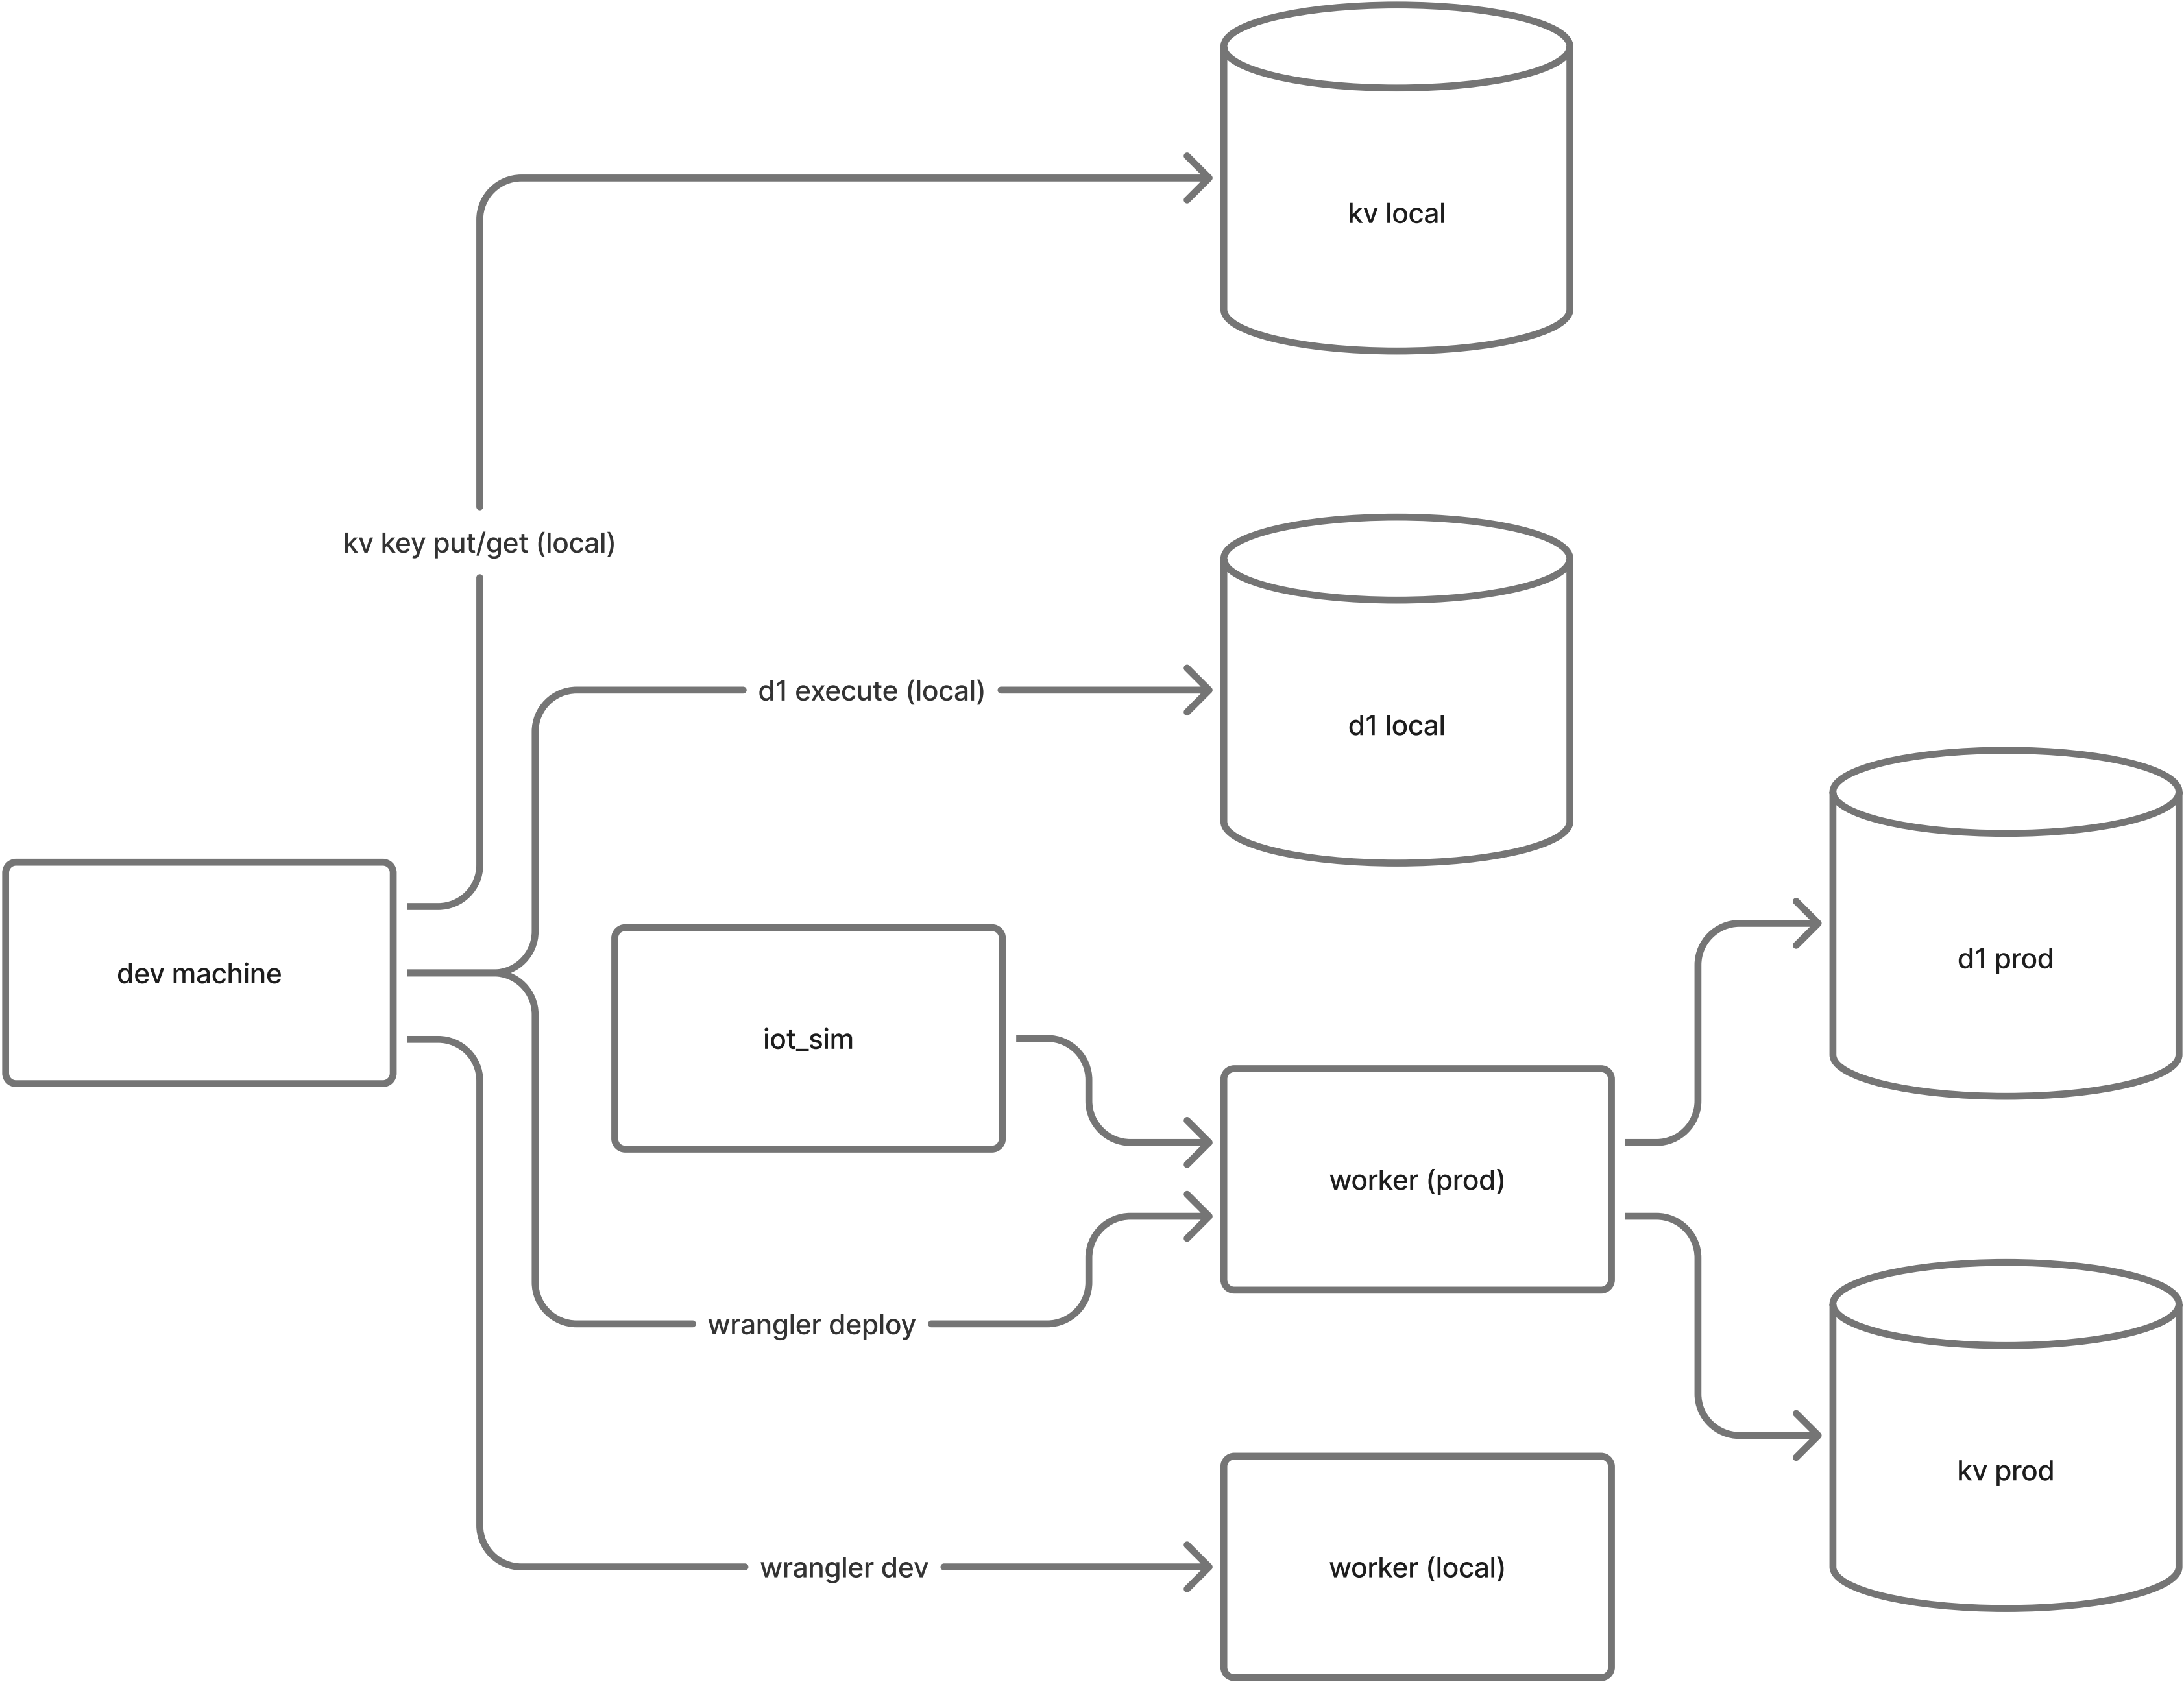 kv local
kv key put/get (local)
d1 execute (local)
d1 local
dev machine
d1 prod
iot_sim
worker (prod)
wrangler deploy
kv prod
wrangler dev
worker (local)